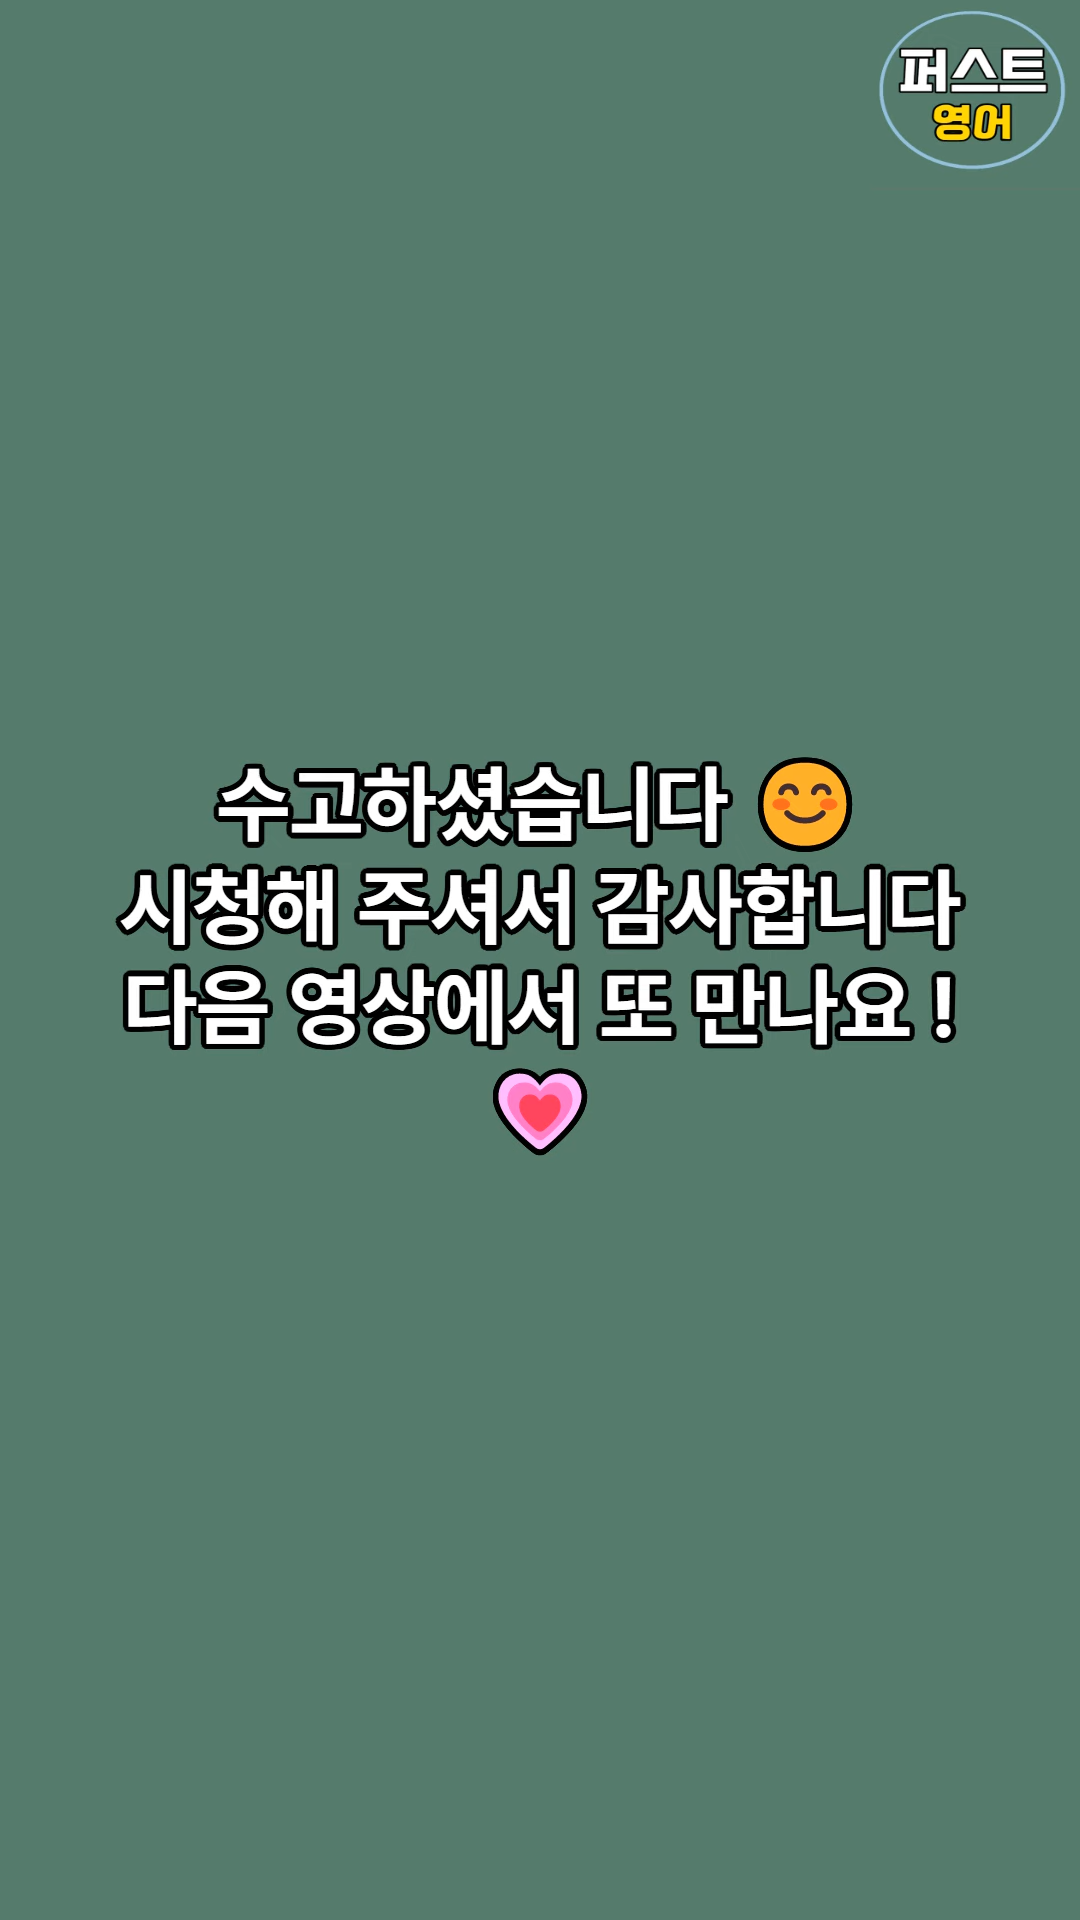 퍼스트
영어
수고하셨습니다 😊
시청해 주셔서 감사합니다
다음 영상에서 또 만나요 !
💗